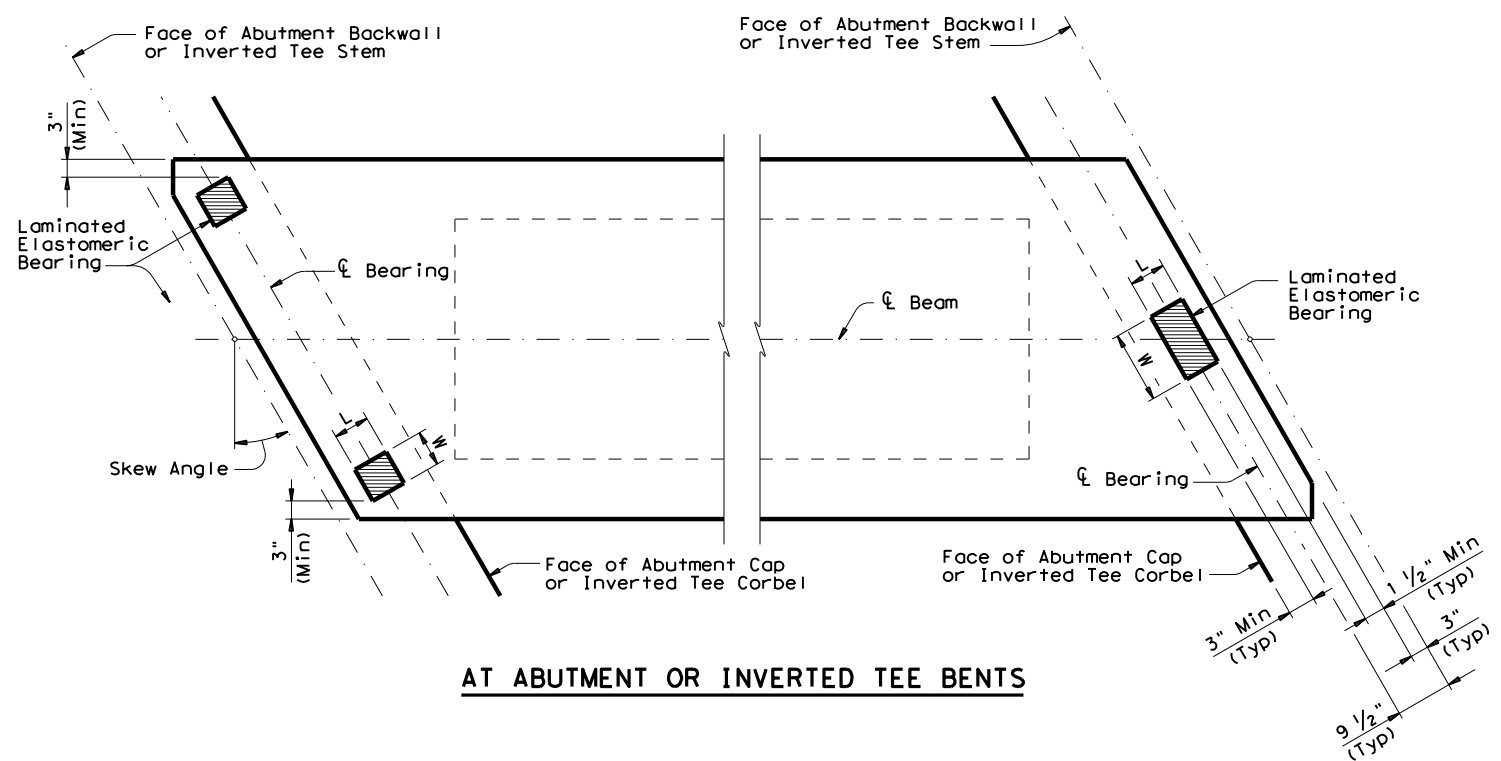 Face of Abutment Backwall
or Inverted Tee Stem
Face of Abutment Backwall
or Inverted Tee Stem
3"
(Min)
Laminated
Elastomeric
Bearing
℄ Bearing
℄ Beam
L
Laminated
Elastomeric
Bearing
W
L
W
Skew Angle
℄ Bearing
3"
(Min)
Face of Abutment Cap
or Inverted Tee Corbel
Face of Abutment Cap
or Inverted Tee Corbel
1 1/2" Min
(Typ)
3" Min
(Typ)
3"
(Typ)
9 1/2"
(Typ)
AT ABUTMENT OR INVERTED TEE BENTS